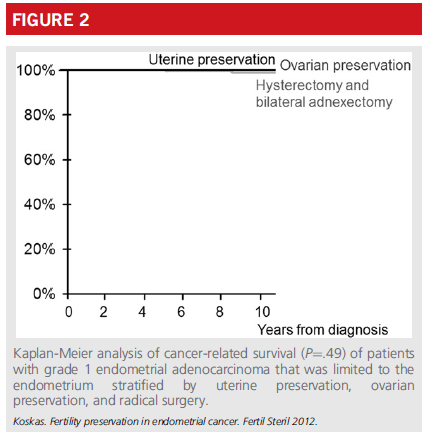 FIGURE 2
Uterine preservation
100%
Ovarian preservation
Hysterectomy and
bilateral adnexectomy
80%
60%
40%
20%
0%
0 2 4 6 8 10
Years from diagnosis
Kaplan-Meier analysis of cancer-related survival (P=.49) of patients
with grade 1 endometrial adenocarcinoma that was limited to the
endometrium stratified by uterine preservation, ovarian
preservation, and radical surgery.
Koskas. Fertility preservation in endometrial cancer. Fertil Steril 2012.